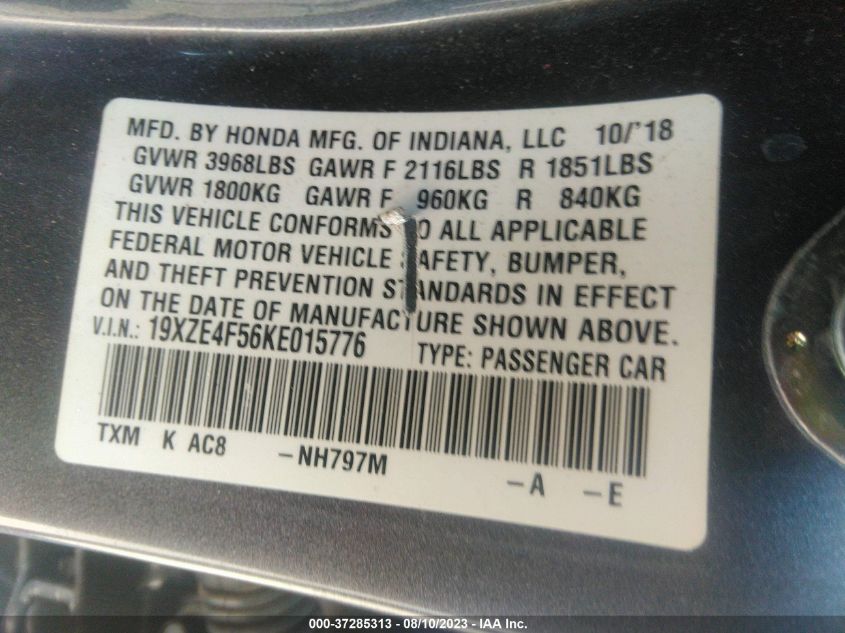 MFD. BY HONDA MFG. OF INDIANA, LLC 10/'18
GVWR 3968LBS GAWR F 2116LBS R 1851LBS
GVWR 1800KG GAWR F 960KG R 840KG
THIS VEHICLE CONFORMS TO ALL APPLICABLE
FEDERAL MOTOR VEHICLE SAFETY, BUMPER,
AND THEFT PREVENTION STANDARDS IN EFFECT
ON THE DATE OF MANUFACTURE SHOWN ABOVE.
V.I.N.: 19XZE4F56KE015776 TYPE: PASSENGER CAR
TXM K AC8 -NH797M -A -E
000-37285313 - 08/10/2023 - IAA Inc.